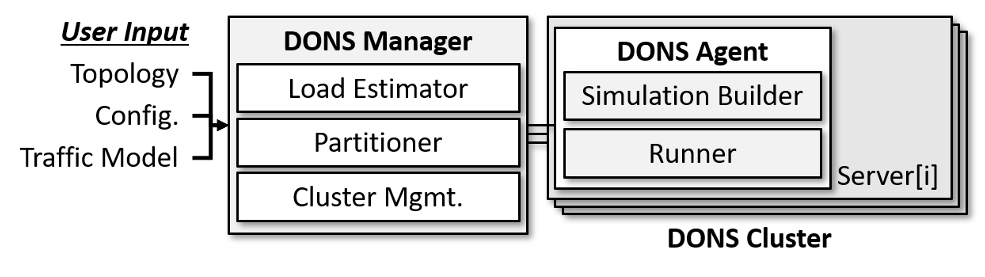 User Input
Topology
Config.
Traffic Model
DONS Manager
Load Estimator
Partitioner
Cluster Mgmt.
DONS Agent
Simulation Builder
Runner
Server[i]
DONS Cluster